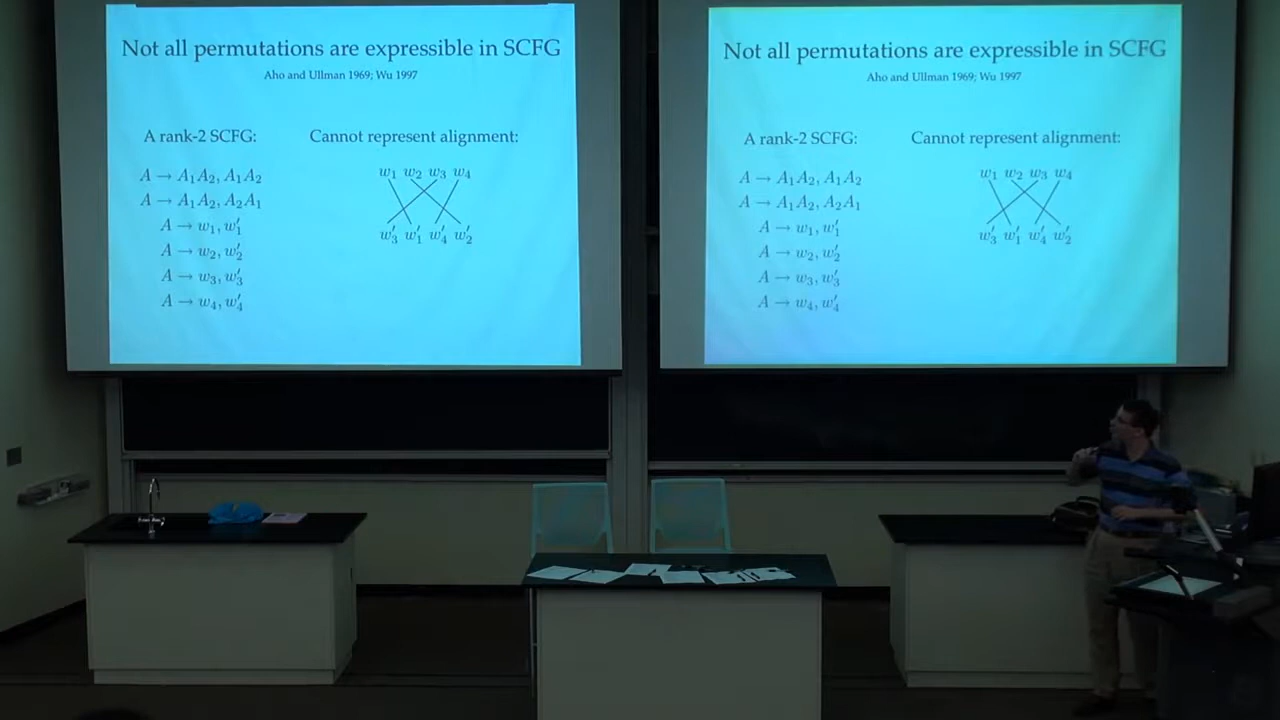 Not all permutations are expressible in SCFG
Aho and Ullman 1969; Wu 1997
A rank-2 SCFG:
A → A₁A₂, A₁A₂
A → A₁A₂, A₂A₁
A → w₁, w′₁
A → w₂, w′₂
A → w₃, w′₃
A → w₄, w′₄
Cannot represent alignment:
w₁ w₂ w₃ w₄
w′₃ w′₁ w′₄ w′₂
Not all permutations are expressible in SCFG
Aho and Ullman 1969; Wu 1997
A rank-2 SCFG:
A → A₁A₂, A₁A₂
A → A₁A₂, A₂A₁
A → w₁, w′₁
A → w₂, w′₂
A → w₃, w′₃
A → w₄, w′₄
Cannot represent alignment:
w₁ w₂ w₃ w₄
w′₃ w′₁ w′₄ w′₂